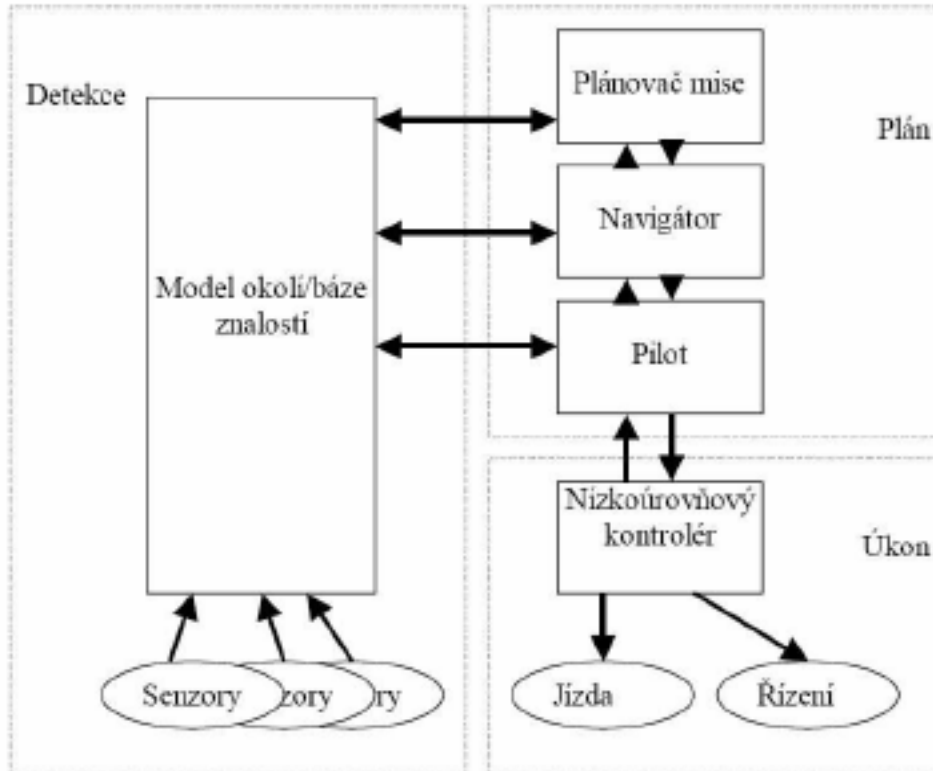 Detekce
Plánovač mise
Plán
Navigátor
Model okolí/báze
znalostí
Pilot
Nízkoúrovňový
kontrolér
Úkon
Senzory
zory
ry
Jízda
Řízení